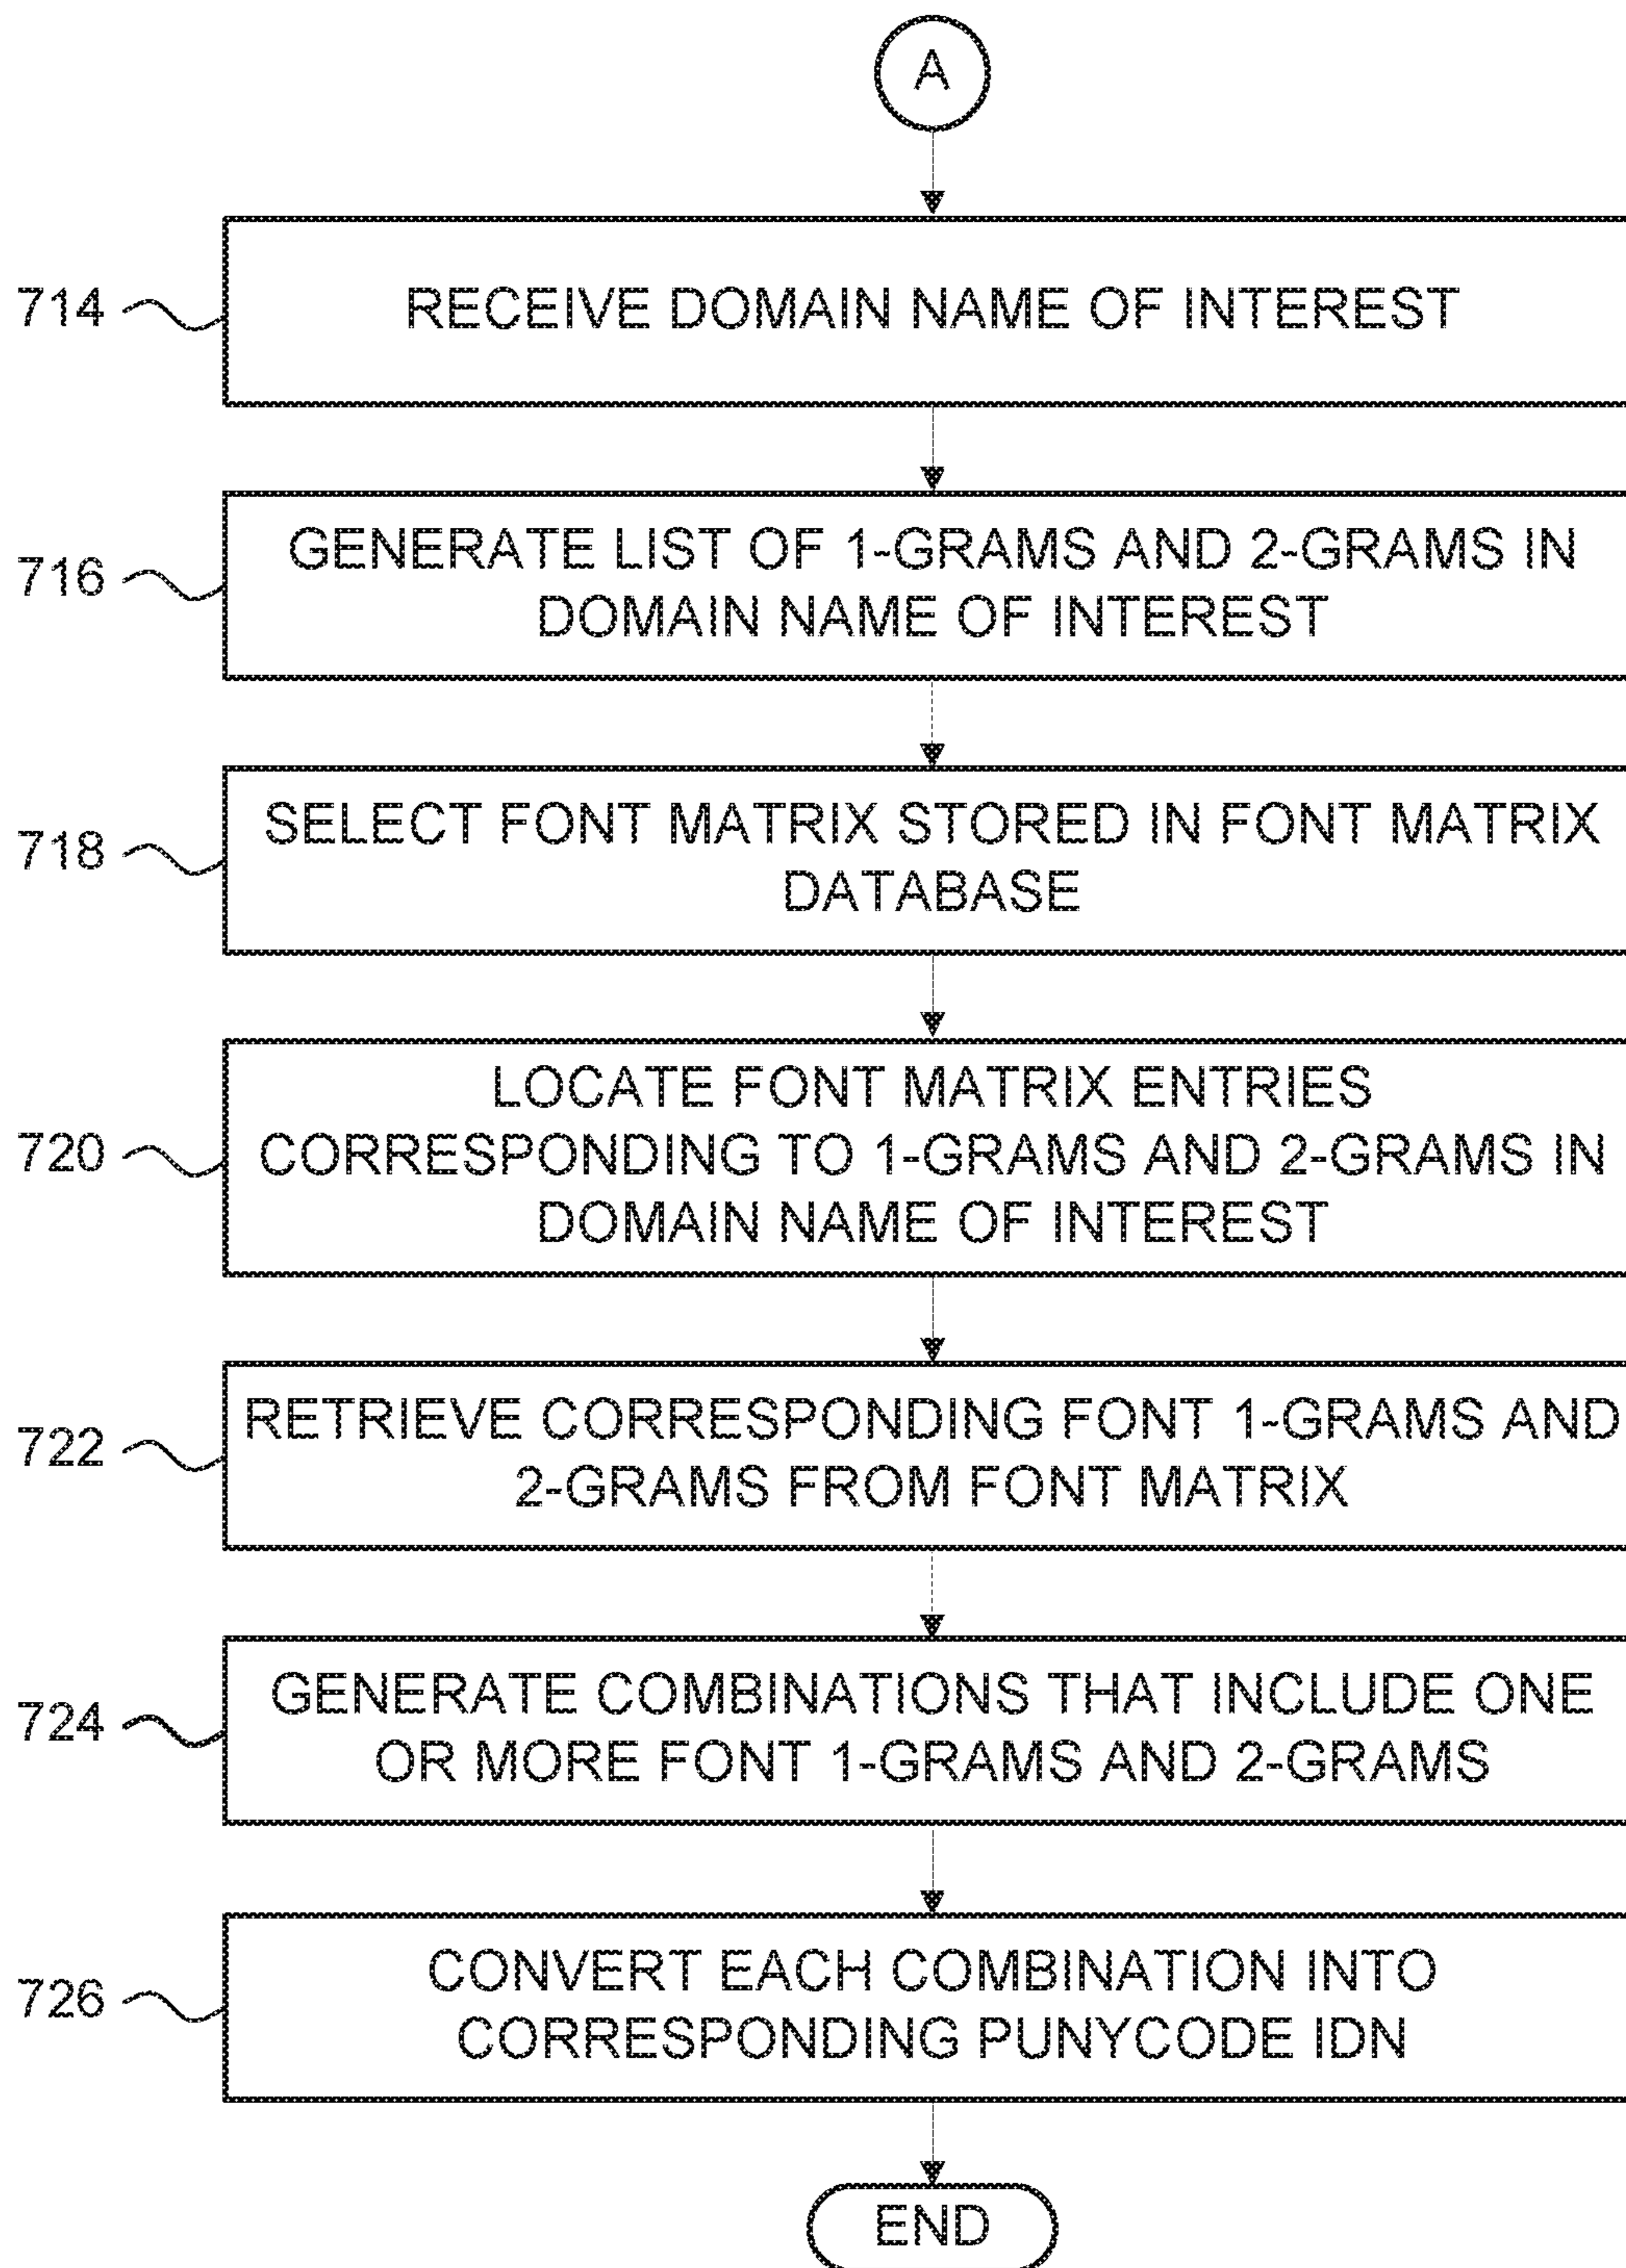 A
714
RECEIVE DOMAIN NAME OF INTEREST
716
GENERATE LIST OF 1-GRAMS AND 2-GRAMS IN
DOMAIN NAME OF INTEREST
718
SELECT FONT MATRIX STORED IN FONT MATRIX
DATABASE
720
LOCATE FONT MATRIX ENTRIES
CORRESPONDING TO 1-GRAMS AND 2-GRAMS IN
DOMAIN NAME OF INTEREST
722
RETRIEVE CORRESPONDING FONT 1-GRAMS AND
2-GRAMS FROM FONT MATRIX
724
GENERATE COMBINATIONS THAT INCLUDE ONE
OR MORE FONT 1-GRAMS AND 2-GRAMS
726
CONVERT EACH COMBINATION INTO
CORRESPONDING PUNYCODE IDN
END